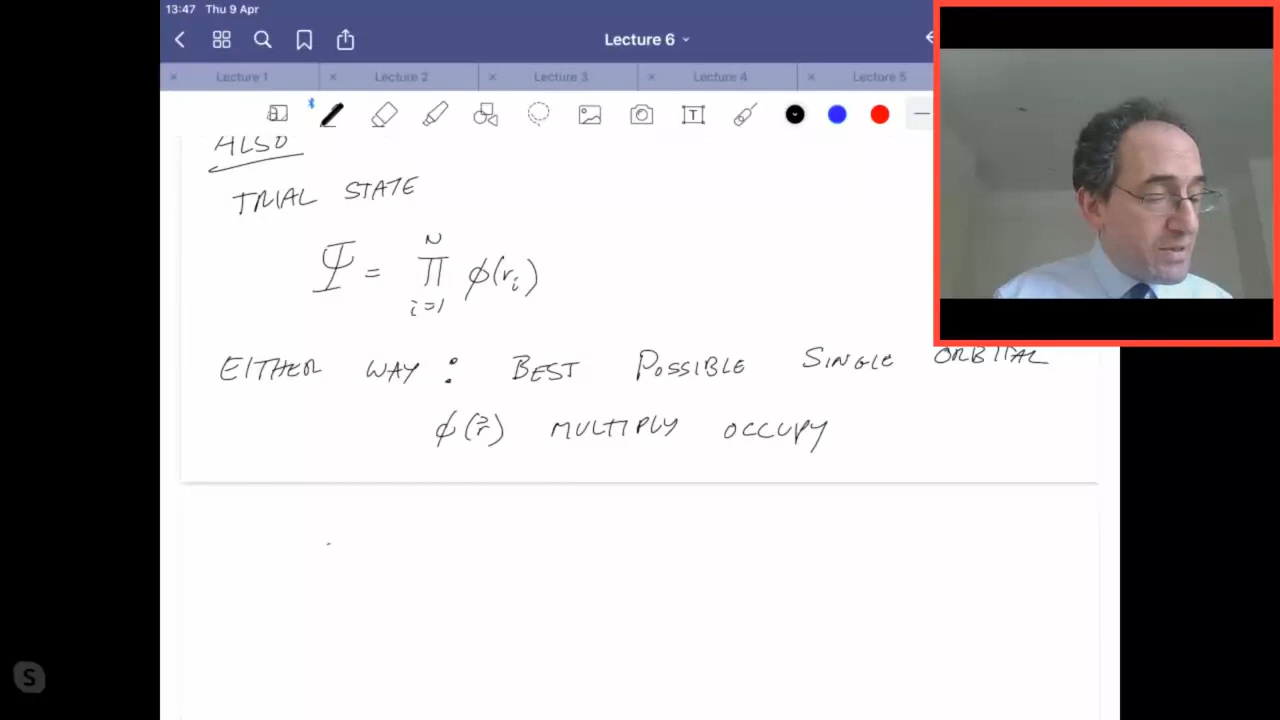 13:47 Thu 9 Apr
Lecture 6
Lecture 1 Lecture 2 Lecture 3 Lecture 4 Lecture 5
T
ALSO
TRIAL STATE
N
Ψ = ∏ ϕ(r_i)
i=1
EITHER WAY : BEST POSSIBLE SINGLE ORBITAL
ϕ(r⃗) MULTIPLY OCCUPY
S